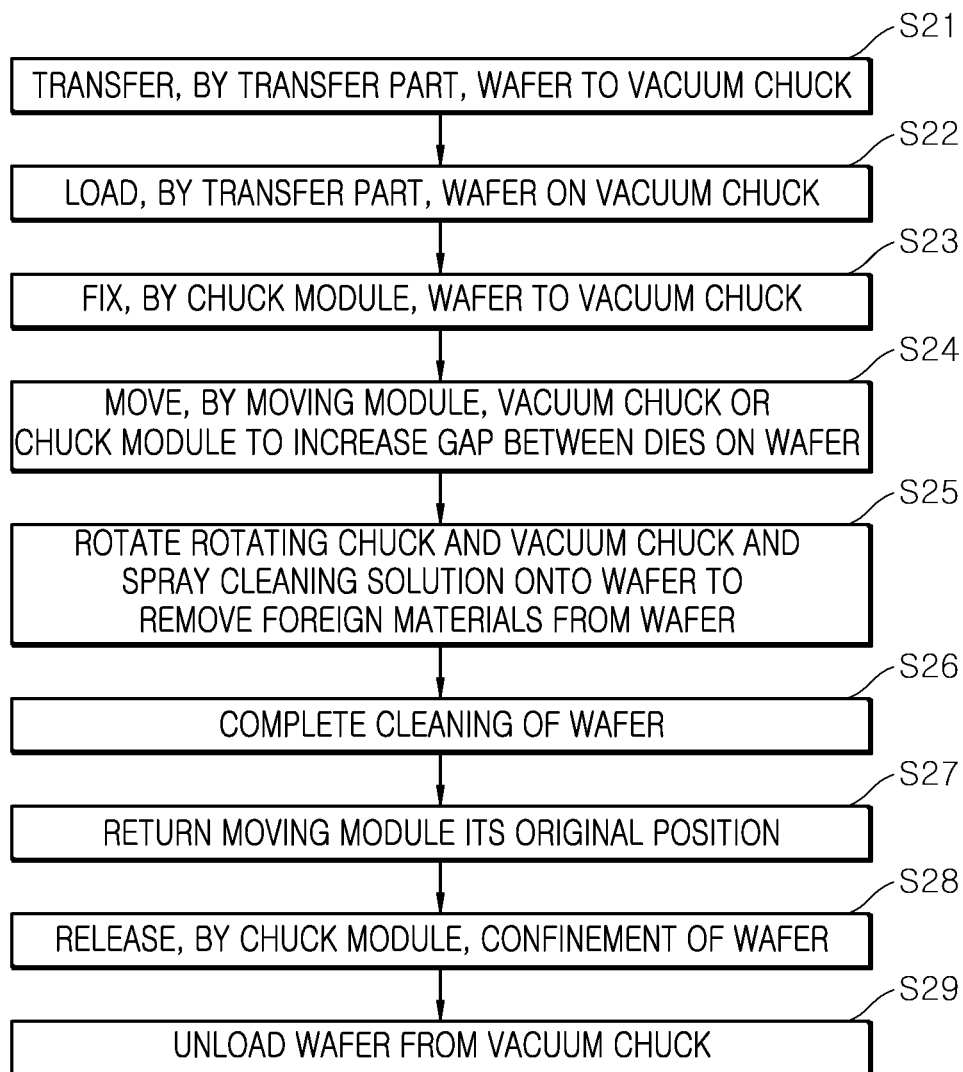 S21
TRANSFER, BY TRANSFER PART, WAFER TO VACUUM CHUCK
S22
LOAD, BY TRANSFER PART, WAFER ON VACUUM CHUCK
S23
FIX, BY CHUCK MODULE, WAFER TO VACUUM CHUCK
S24
MOVE, BY MOVING MODULE, VACUUM CHUCK OR
CHUCK MODULE TO INCREASE GAP BETWEEN DIES ON WAFER
S25
ROTATE ROTATING CHUCK AND VACUUM CHUCK AND
SPRAY CLEANING SOLUTION ONTO WAFER TO
REMOVE FOREIGN MATERIALS FROM WAFER
S26
COMPLETE CLEANING OF WAFER
S27
RETURN MOVING MODULE ITS ORIGINAL POSITION
S28
RELEASE, BY CHUCK MODULE, CONFINEMENT OF WAFER
S29
UNLOAD WAFER FROM VACUUM CHUCK